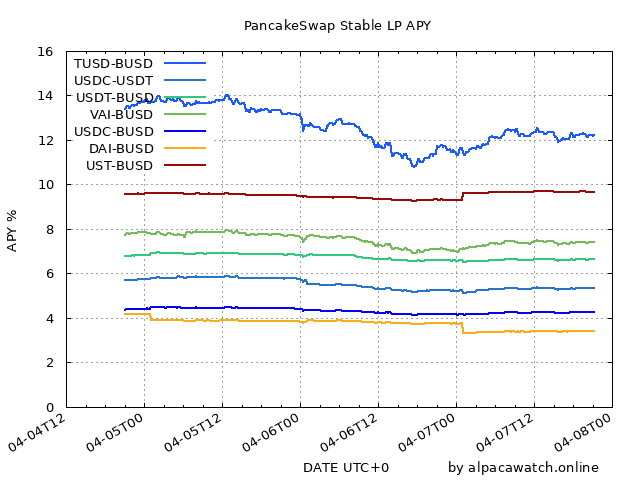 PancakeSwap Stable LP APY
16
14
12
10
8
6
4
2
0
APY %
TUSD-BUSD
USDC-USDT
USDT-BUSD
VAI-BUSD
USDC-BUSD
DAI-BUSD
UST-BUSD
04-04T12
04-05T00
04-05T12
04-06T00
04-06T12
04-07T00
04-07T12
04-08T00
DATE UTC+0
by alpacawatch.online